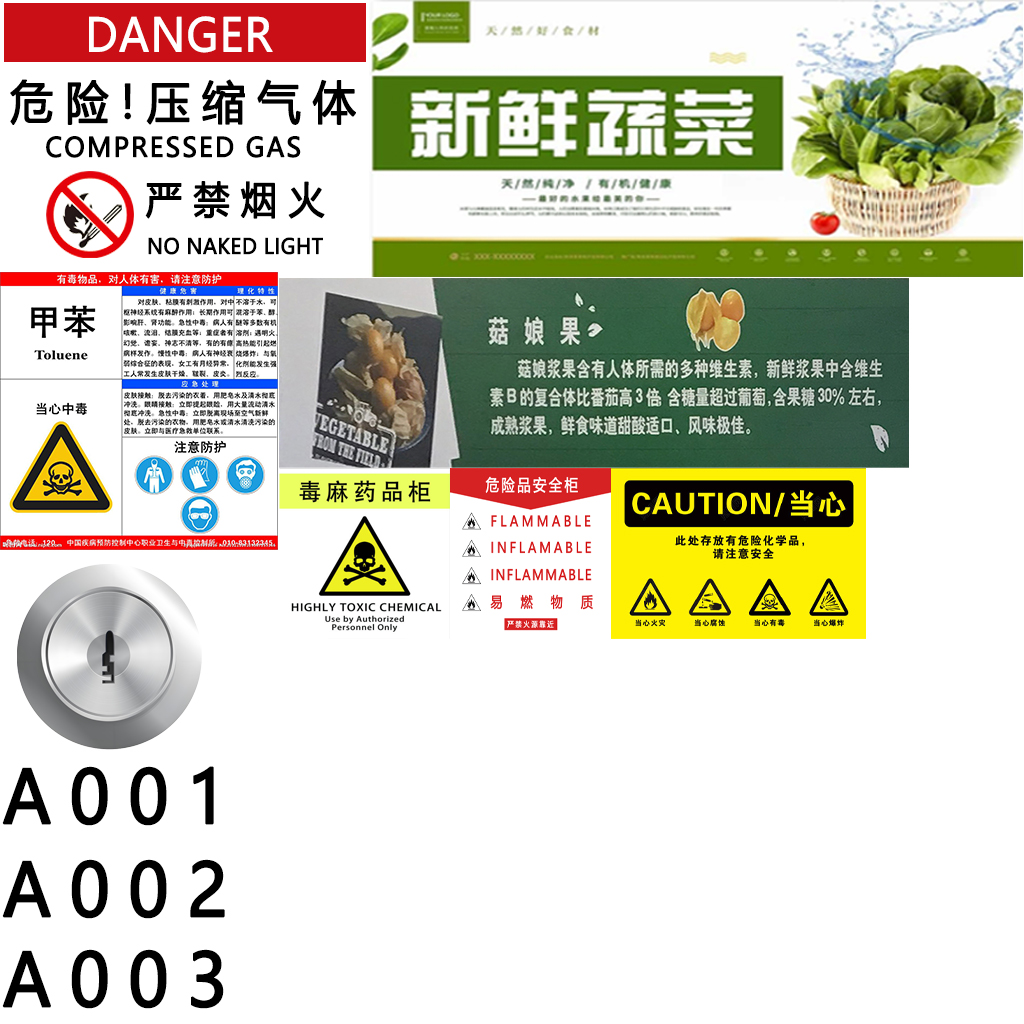 DANGER
危险!压缩气体
COMPRESSED GAS
严禁烟火
NO NAKED LIGHT
YOUR LOGO
天/然/好/食/材
新鲜蔬菜
天/然/纯/净 / 有/机/健/康
最好的水果给最美的你
有毒物品，对人体有害，请注意防护
甲苯
Toluene
健康危害
对皮肤、粘膜有刺激作用，对中
枢神经系统有麻醉作用；长期作用可
影响肝、肾功能。急性中毒：病人有
咳嗽、流泪、结膜充血等；重症者有
幻觉、谵妄、神志不清等，有的有癔
病样发作。慢性中毒：病人有神经衰
弱综合征的表现，女工有月经异常，
工人常发生皮肤干燥、皲裂、皮炎。
理化特性
不溶于水，可
混溶于苯、醇、
醚等多数有机
溶剂；遇明火、
高热能引起燃
烧爆炸；与氧
化剂能发生强
烈反应。
应急处理
皮肤接触：脱去污染的衣着，用肥皂水及清水彻底
冲洗。眼睛接触：立即提起眼睑，用大量流动清水
彻底冲洗。急性中毒：立即脱离现场至空气新鲜
处，脱去污染的衣物，用肥皂水或清水清洗污染的
皮肤，立即与医疗急救单位联系。
当心中毒
注意防护
急救电话：120
中国疾病预防控制中心职业卫生与中毒控制所：010-83132345
VEGETABLE
FROM THE FIELD
菇娘果
菇娘浆果含有人体所需的多种维生素，新鲜浆果中含维生
素B的复合体比番茄高3倍 含糖量超过葡萄,含果糖30%左右,
成熟浆果，鲜食味道甜酸适口、风味极佳。
毒麻药品柜
HIGHLY TOXIC CHEMICAL
Use by Authorized
Personnel Only
危险品安全柜
FLAMMABLE
INFLAMABLE
INFLAMMABLE
易燃物质
严禁火源靠近
CAUTION/当心
此处存放有危险化学品，
请注意安全
当心火灾 当心腐蚀 当心有毒 当心爆炸
A001
A002
A003